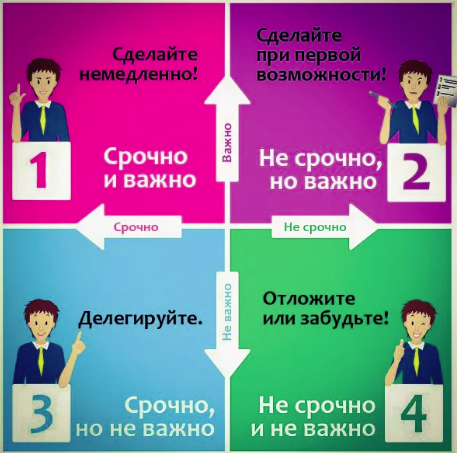 Сделайте
немедленно!
1
Срочно
и важно
Важно
Сделайте
при первой
возможности!
Не срочно,
но важно
2
Срочно
Не срочно
Делегируйте.
3
Срочно,
но не важно
Не важно
Отложите
или забудьте!
Не срочно
и не важно
4